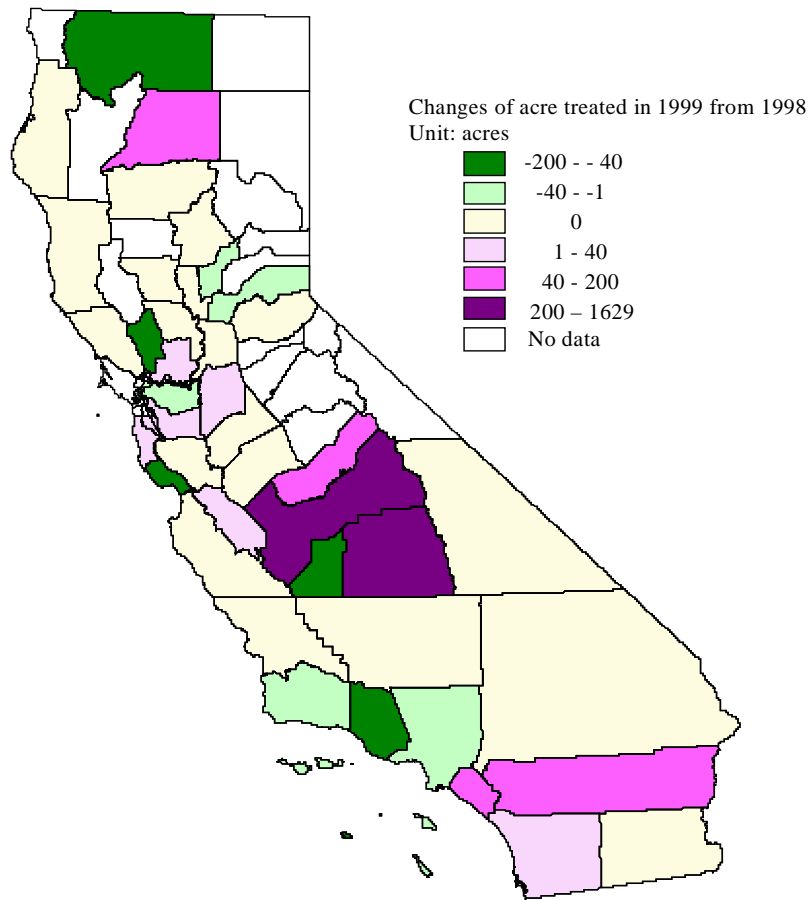 Changes of acre treated in 1999 from 1998
Unit: acres
-200 - - 40
-40 - -1
0
1 - 40
40 - 200
200 – 1629
No data